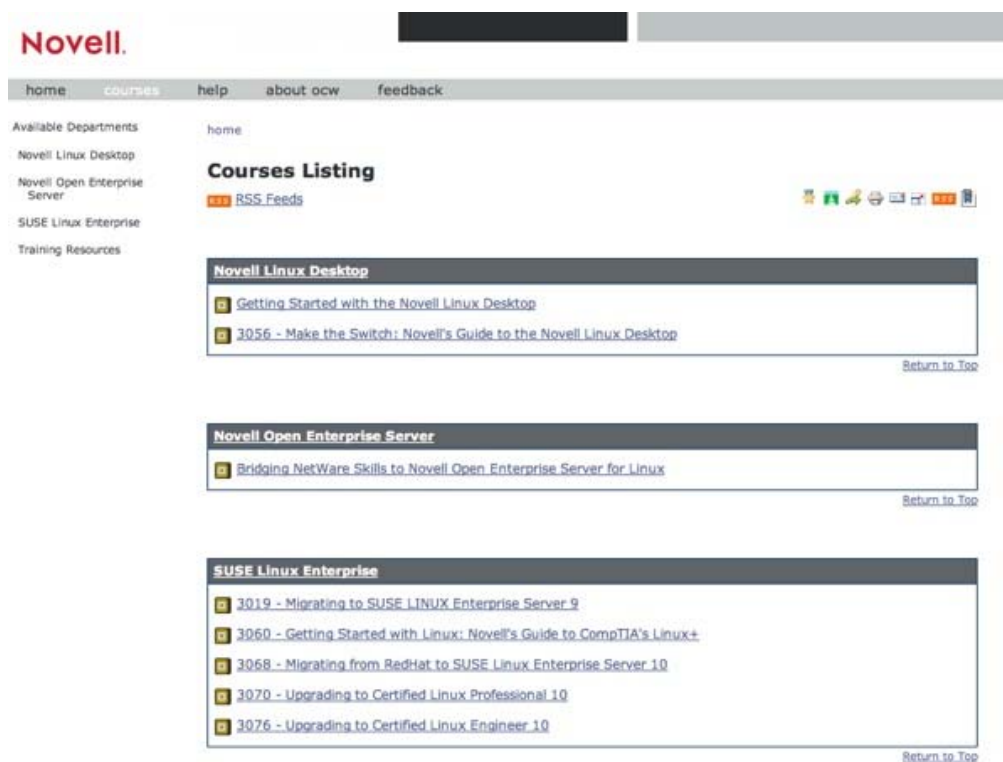 Novell.
home courses help about ocw feedback
Available Departments
Novell Linux Desktop
Novell Open Enterprise
Server
SUSE Linux Enterprise
Training Resources
home
Courses Listing
RSS RSS Feeds
RSS
Novell Linux Desktop
Getting Started with the Novell Linux Desktop
3056 - Make the Switch: Novell's Guide to the Novell Linux Desktop
Return to Top
Novell Open Enterprise Server
Bridging NetWare Skills to Novell Open Enterprise Server for Linux
Return to Top
SUSE Linux Enterprise
3019 - Migrating to SUSE LINUX Enterprise Server 9
3060 - Getting Started with Linux: Novell's Guide to CompTIA's Linux+
3068 - Migrating from RedHat to SUSE Linux Enterprise Server 10
3070 - Upgrading to Certified Linux Professional 10
3076 - Upgrading to Certified Linux Engineer 10
Return to Top